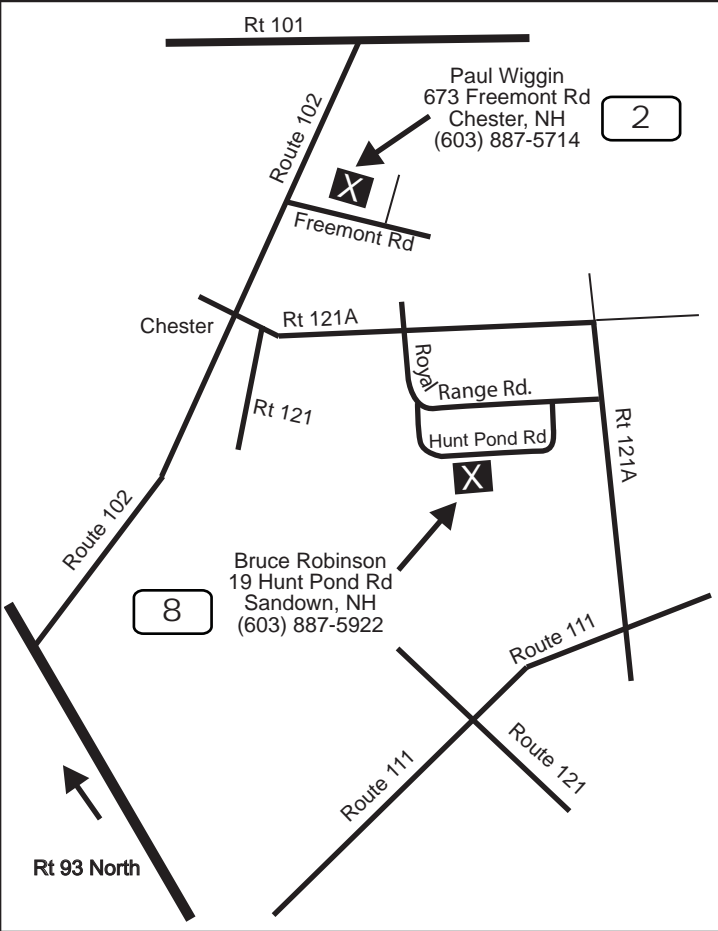 Rt 101
Route 102
Paul Wiggin
673 Freemont Rd
Chester, NH
(603) 887-5714
2
X
Freemont Rd
Chester
Rt 121A
Royal
Range Rd.
Rt 121
Hunt Pond Rd
Rt 121A
X
Route 102
Bruce Robinson
19 Hunt Pond Rd
Sandown, NH
(603) 887-5922
8
Route 111
Route 121
Route 111
Rt 93 North